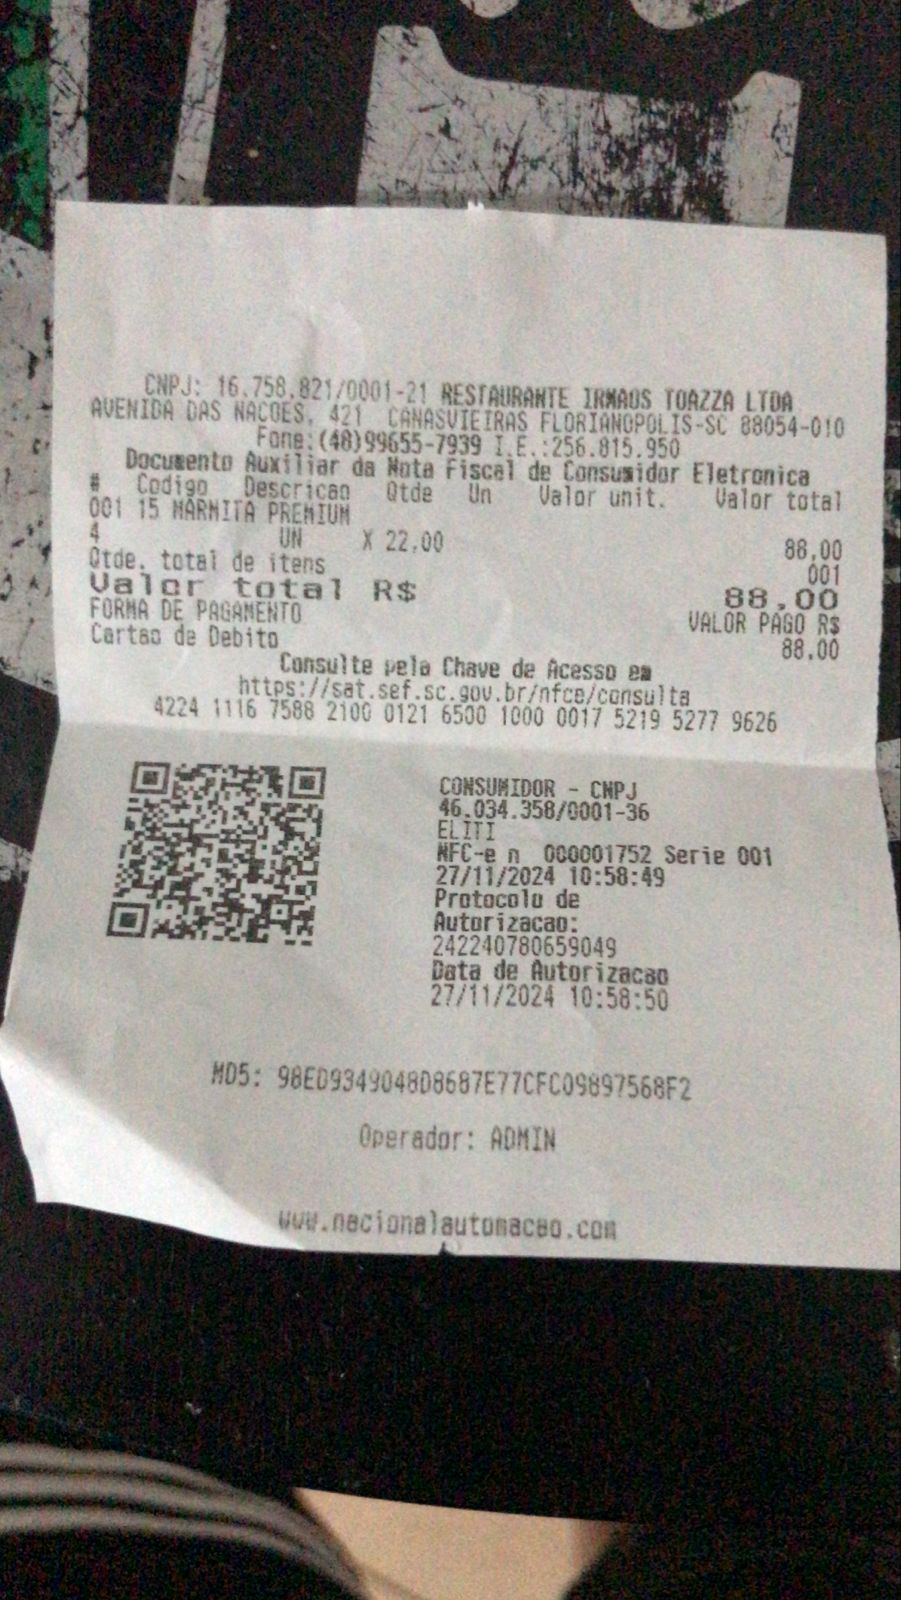 CNPJ: 16.758.821/0001-21 RESTAURANTE IRMAOS TOAZZA LTDA
AVENIDA DAS NACOES, 421 CANASVIEIRAS FLORIANOPOLIS-SC 88054-010
Fone:(48)99655-7939 I.E.:256.815.950
Documento Auxiliar da Nota Fiscal de Consumidor Eletronica
# Codigo Descricao Qtde Un Valor unit. Valor total
001 15 MARMITA PREMIUM
4 UN X 22,00 88,00
Qtde. total de itens 001
Valor total R$ 88,00
FORMA DE PAGAMENTO VALOR PAGO R$
Cartao de Debito 88.00
Consulte pela Chave de Acesso em
https://sat.sef.sc.gov.br/nfce/consulta
4224 1116 7588 2100 0121 6500 1000 0017 5219 5277 9626
CONSUMIDOR - CNPJ
46.034.358/0001-36
ELITI
NFC-e n 000001752 Serie 001
27/11/2024 10:58:49
Protocolo de
Autorizacao:
242240780659049
Data de Autorizacao
27/11/2024 10:58:50
MD5: 98ED9349048D8687E77CFC09897568F2
Operador: ADMIN
www.nacionalautomacao.com